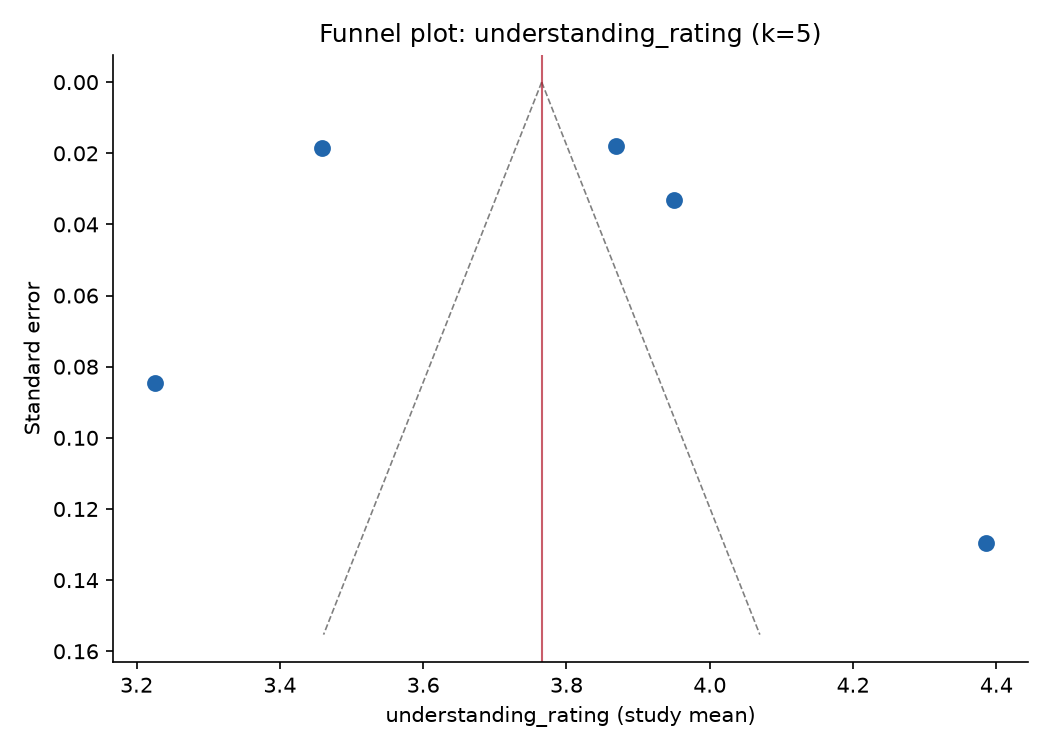 Funnel plot: understanding_rating (k=5)
Standard error
0.00
0.02
0.04
0.06
0.08
0.10
0.12
0.14
0.16
3.2 3.4 3.6 3.8 4.0 4.2 4.4
understanding_rating (study mean)